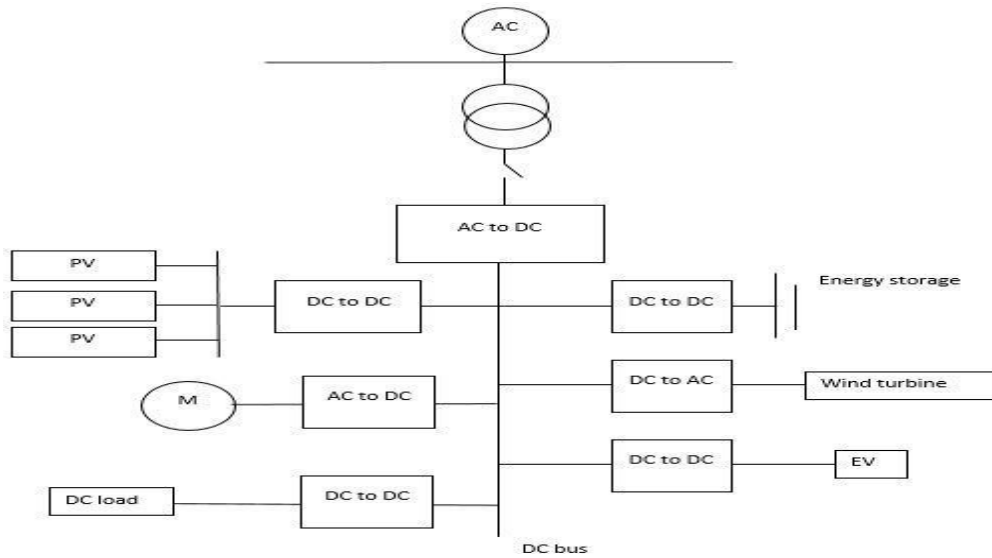 AC
AC to DC
PV
PV
PV
DC to DC
DC to DC
Energy storage
M
AC to DC
DC to AC
Wind turbine
DC to DC
EV
DC load
DC to DC
DC bus